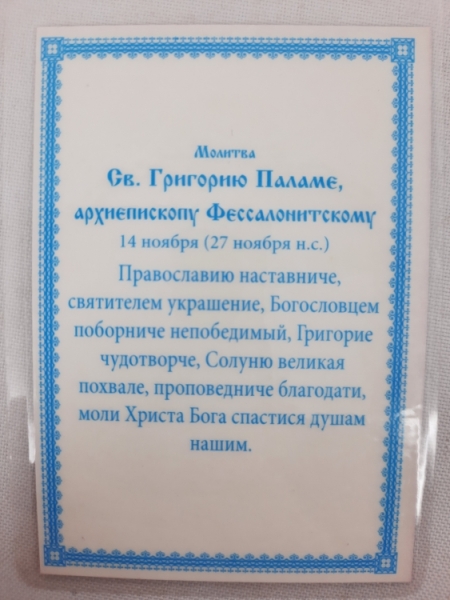 Молитва
Св. Григорию Паламе,
архиепископу Фессалонитскому
14 ноября (27 ноября н.с.)
Православию наставниче,
святителем украшение, Богословцем
поборниче непобедимый, Григорие
чудотворче, Солуню великая
похвале, проповедниче благодати,
моли Христа Бога спастися душам
нашим.